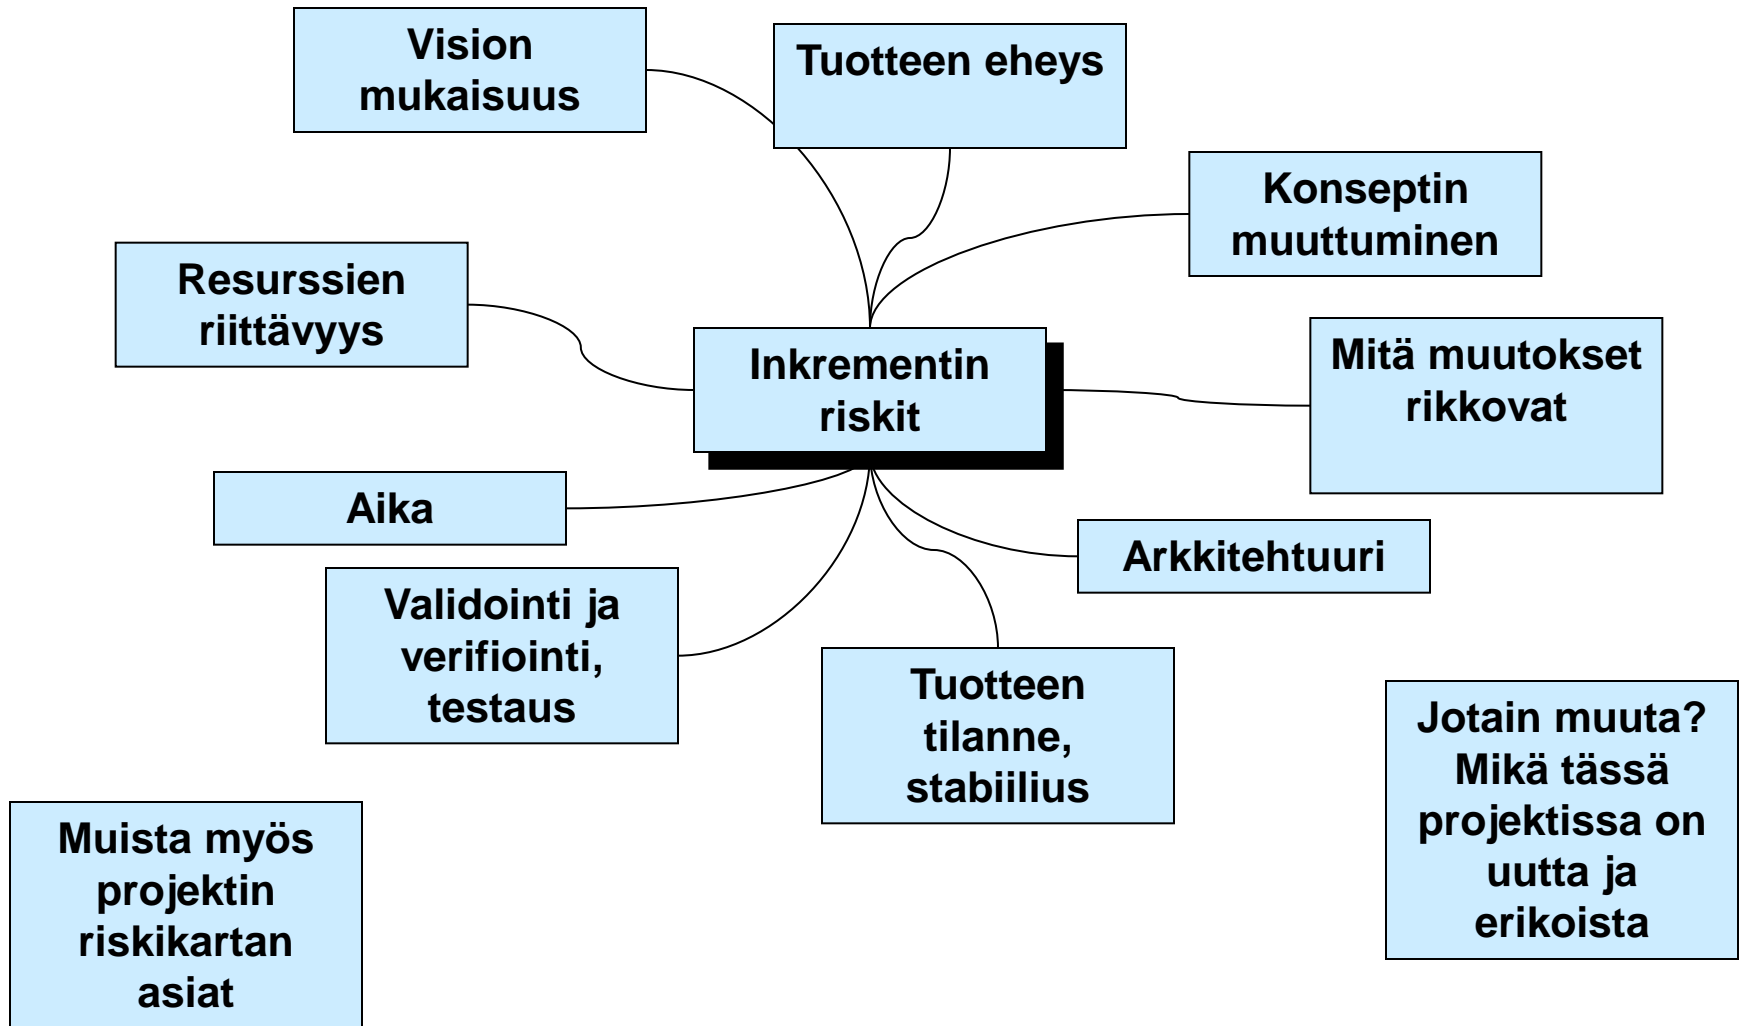 Vision
mukaisuus
Tuotteen eheys
Konseptin
muuttuminen
Resurssien
riittävyys
Inkrementin
riskit
Mitä muutokset
rikkovat
Aika
Arkkitehtuuri
Validointi ja
verifiointi,
testaus
Tuotteen
tilanne,
stabiilius
Jotain muuta?
Mikä tässä
projektissa on
uutta ja
erikoista
Muista myös
projektin
riskikartan
asiat